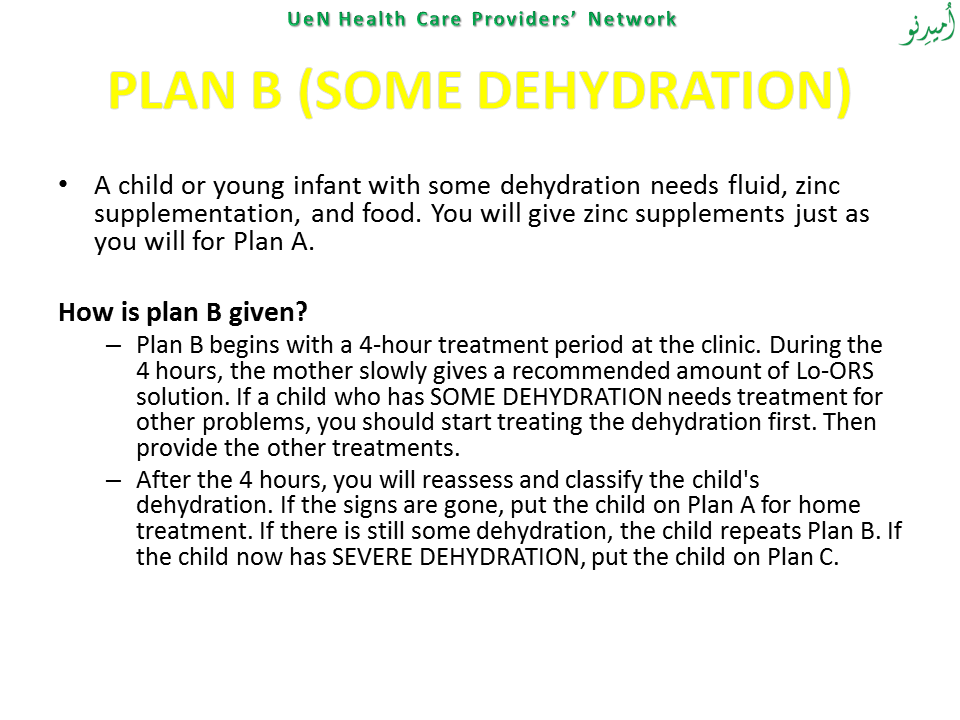 UeN Health Care Providers’ Network
اُمیدِنو
PLAN B (SOME DEHYDRATION)
• A child or young infant with some dehydration needs fluid, zinc
supplementation, and food. You will give zinc supplements just as
you will for Plan A.
How is plan B given?
– Plan B begins with a 4-hour treatment period at the clinic. During the
4 hours, the mother slowly gives a recommended amount of Lo-ORS
solution. If a child who has SOME DEHYDRATION needs treatment for
other problems, you should start treating the dehydration first. Then
provide the other treatments.
– After the 4 hours, you will reassess and classify the child's
dehydration. If the signs are gone, put the child on Plan A for home
treatment. If there is still some dehydration, the child repeats Plan B. If
the child now has SEVERE DEHYDRATION, put the child on Plan C.